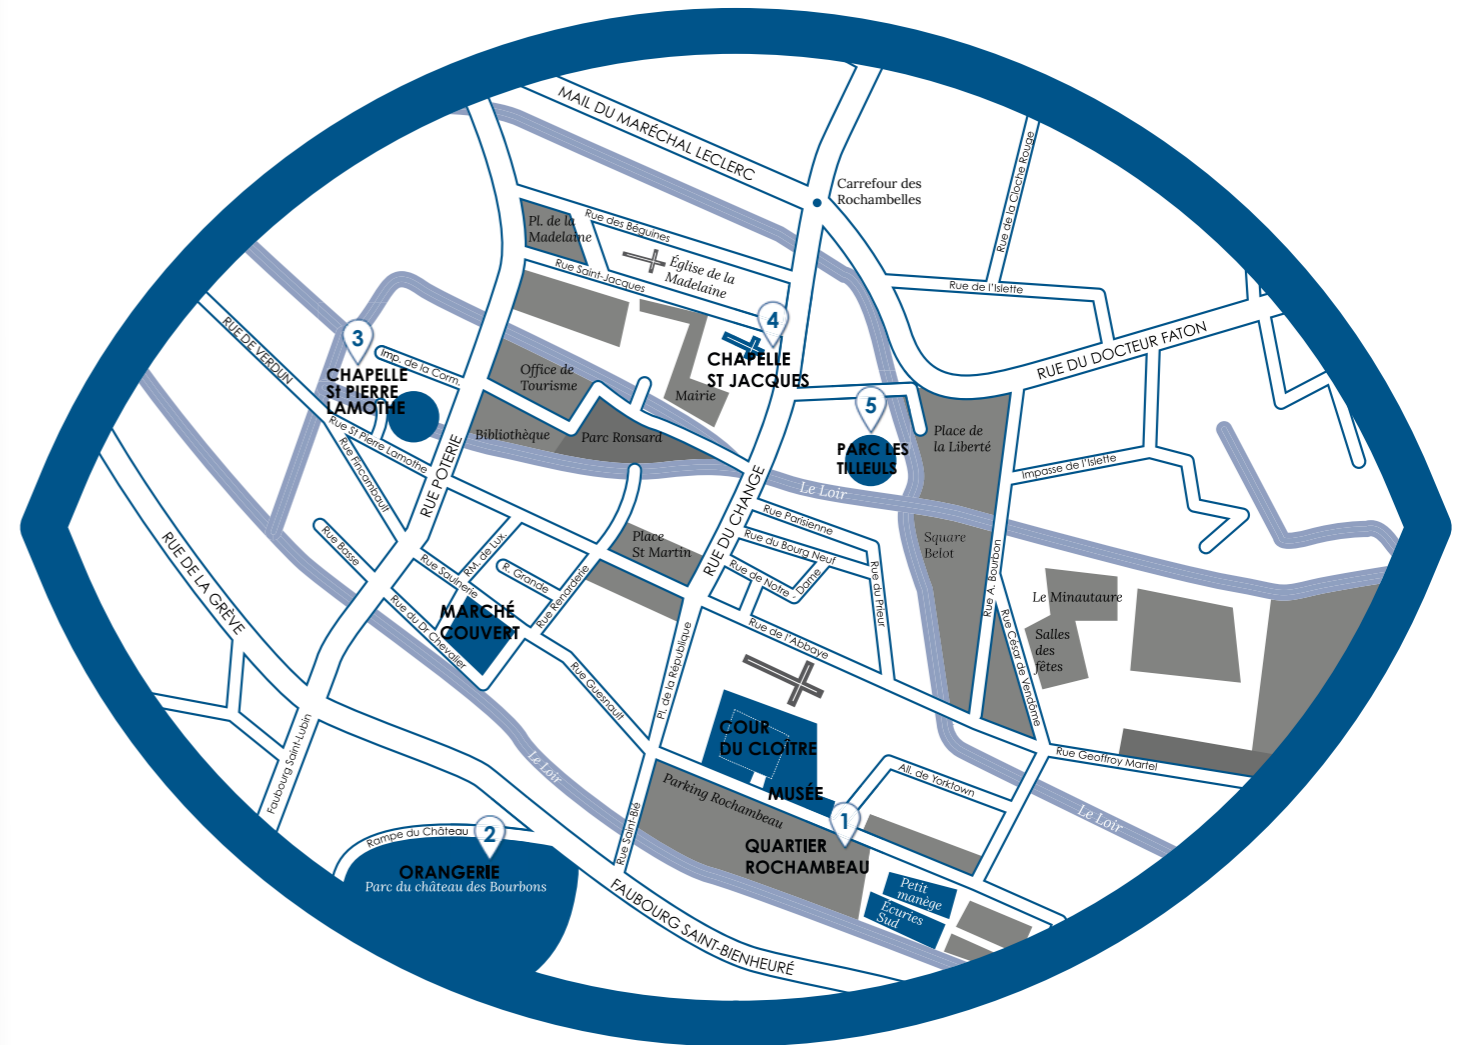 MAIL DU MARÉCHAL LECLERC
Carrefour des
Rochambelles
Rue de la Cloche Rouge
Pl. de la
Madelaine
Rue des Béguines
Église de la
Madelaine
Rue Saint-Jacques
Rue de l'Islette
RUE DU DOCTEUR FATON
RUE DE VERDUN
3
CHAPELLE
St PIERRE
LAMOTHE
Imp. de la Corm.
Office de
Tourisme
Mairie
4
CHAPELLE
ST JACQUES
5
PARC LES
TILLEULS
Place de
la Liberté
Bibliothèque
Parc Ronsard
Rue St Pierre Lamothe
Rue Fincambault
RUE POTERIE
Impasse de l'Islette
Le Loir
RUE DU CHANGE
Rue Parisienne
Rue du Bourg Neuf
Rue de Notre - Dame
Rue du Prieur
Square
Belot
Rue A. Bourbon
Place
St Martin
RUE DE LA GRÈVE
Rue Basse
Rue Saulnerie
RM. de Lux.
R. Grande
Rue Renarderie
MARCHÉ
COUVERT
Rue du Dr Chevalier
Rue Guesnault
Pl. de la République
Rue de l'Abbaye
Le Minautaure
Salles
des
fêtes
Rue César de Vendôme
Rue Geoffroy Martel
COUR
DU CLOÎTRE
MUSÉE
All. de Yorktown
Le Loir
Le Loir
Faubourg Saint-Lubin
Parking Rochambeau
Rue Saint-Bié
1
QUARTIER
ROCHAMBEAU
Rampe du Château
2
ORANGERIE
Parc du château des Bourbons
Petit
manège
Écuries
Sud
FAUBOURG SAINT-BIENHEURÉ